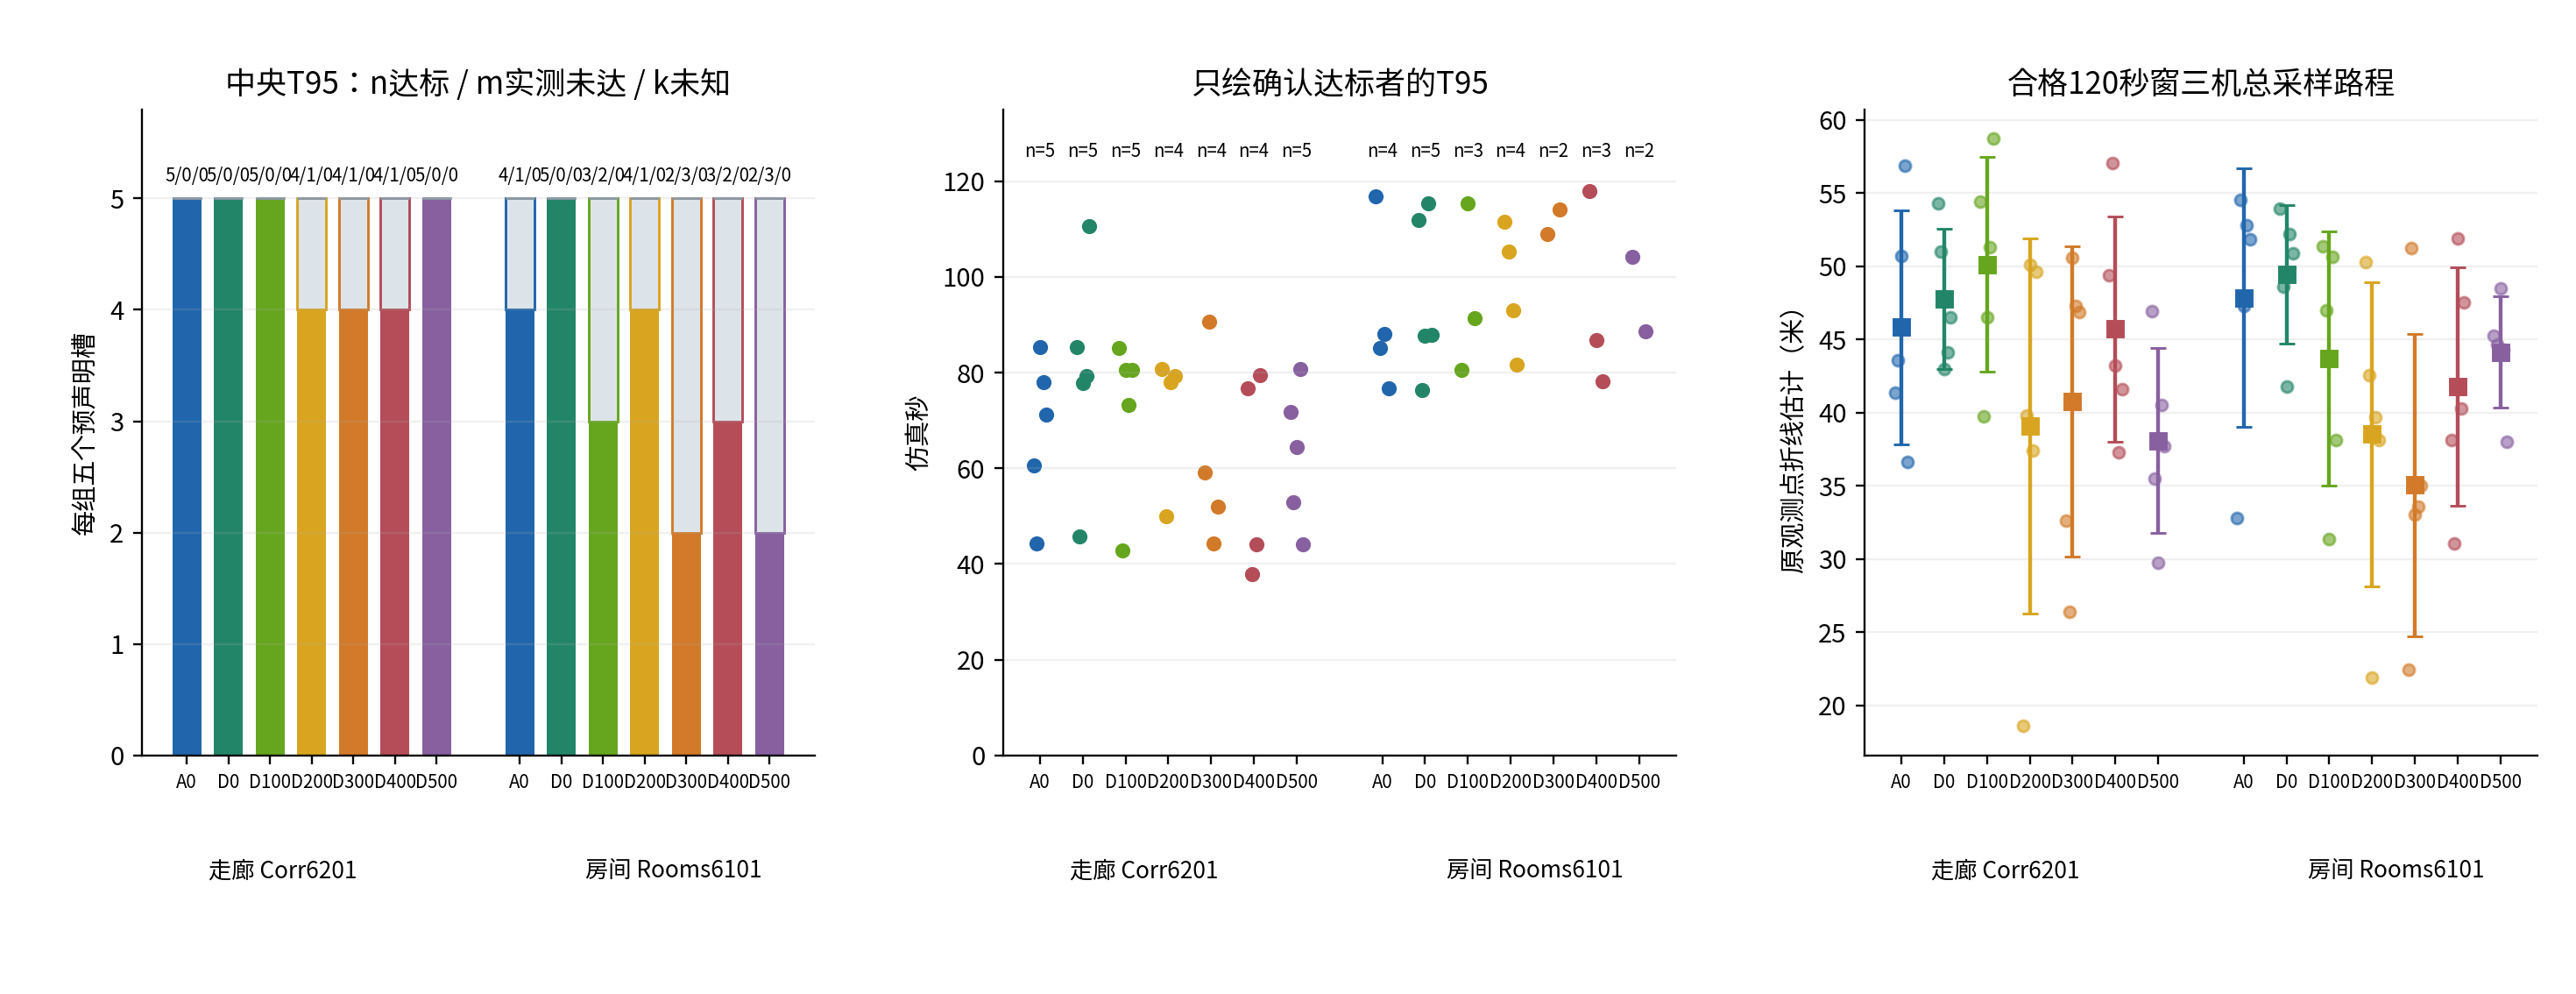 中央T95：n达标 / m实测未达 / k未知
每组五个预声明槽
5
4
3
2
1
0
5/0/0 5/0/0 5/0/0 4/1/0 4/1/0 4/1/0 5/0/0
4/1/0 5/0/0 3/2/0 4/1/0 2/3/0 3/2/0 2/3/0
A0 D0 D100 D200 D300 D400 D500
A0 D0 D100 D200 D300 D400 D500
走廊 Corr6201
房间 Rooms6101
只绘确认达标者的T95
仿真秒
120
100
80
60
40
20
0
n=5 n=5 n=5 n=4 n=4 n=4 n=5
n=4 n=5 n=3 n=4 n=2 n=3 n=2
A0 D0 D100 D200 D300 D400 D500
A0 D0 D100 D200 D300 D400 D500
走廊 Corr6201
房间 Rooms6101
合格120秒窗三机总采样路程
原观测点折线估计（米）
60
55
50
45
40
35
30
25
20
A0 D0 D100 D200 D300 D400 D500
A0 D0 D100 D200 D300 D400 D500
走廊 Corr6201
房间 Rooms6101